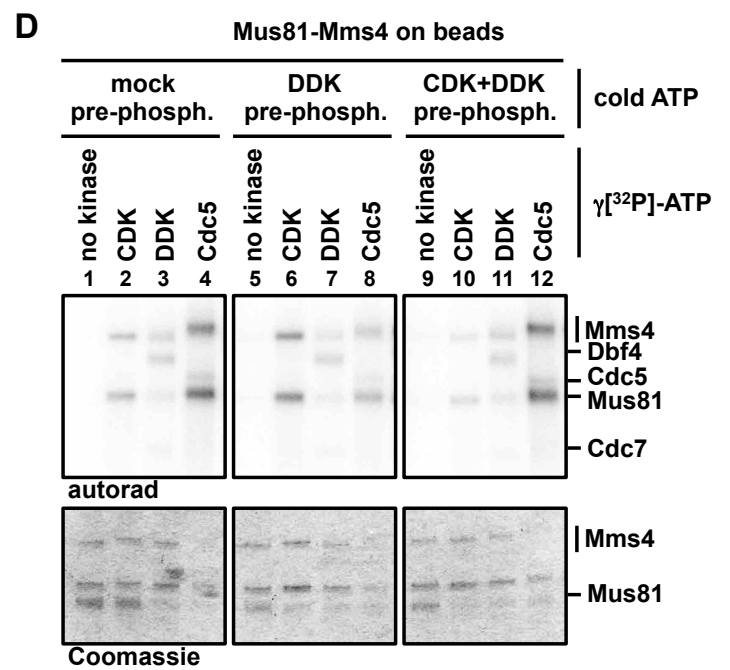 D
Mus81-Mms4 on beads
mock
pre-phosph.
DDK
pre-phosph.
CDK+DDK
pre-phosph.
cold ATP
no kinase
CDK
DDK
Cdc5
no kinase
CDK
DDK
Cdc5
no kinase
CDK
DDK
Cdc5
γ[³²P]-ATP
1 2 3 4 5 6 7 8 9 10 11 12
Mms4
Dbf4
Cdc5
Mus81
Cdc7
autorad
Mms4
Mus81
Coomassie